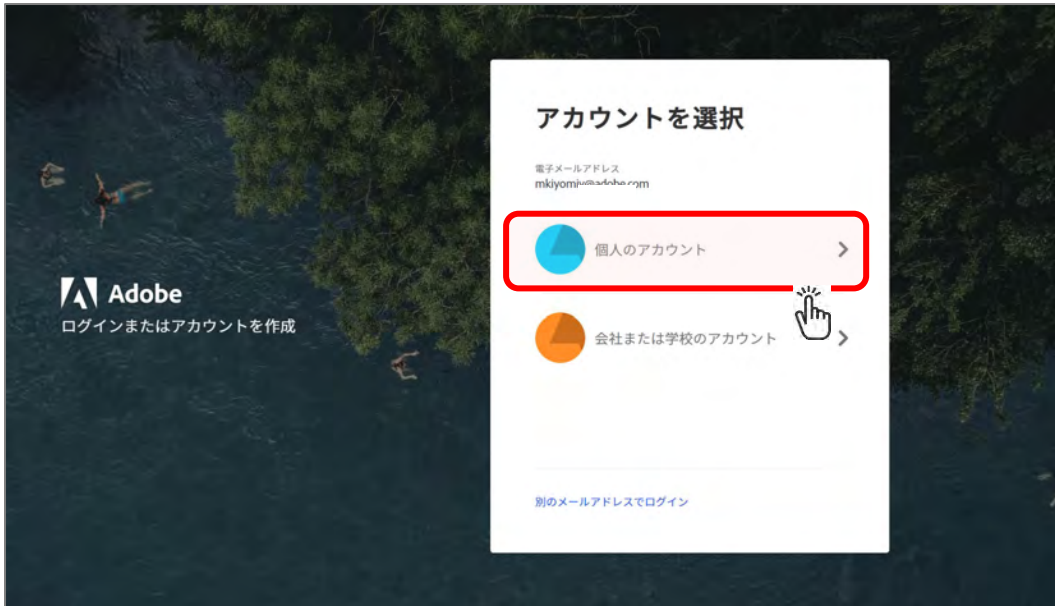 アカウントを選択
電子メールアドレス
個人のアカウント
Adobe
ログインまたはアカウントを作成
会社または学校のアカウント
別のメールアドレスでログイン